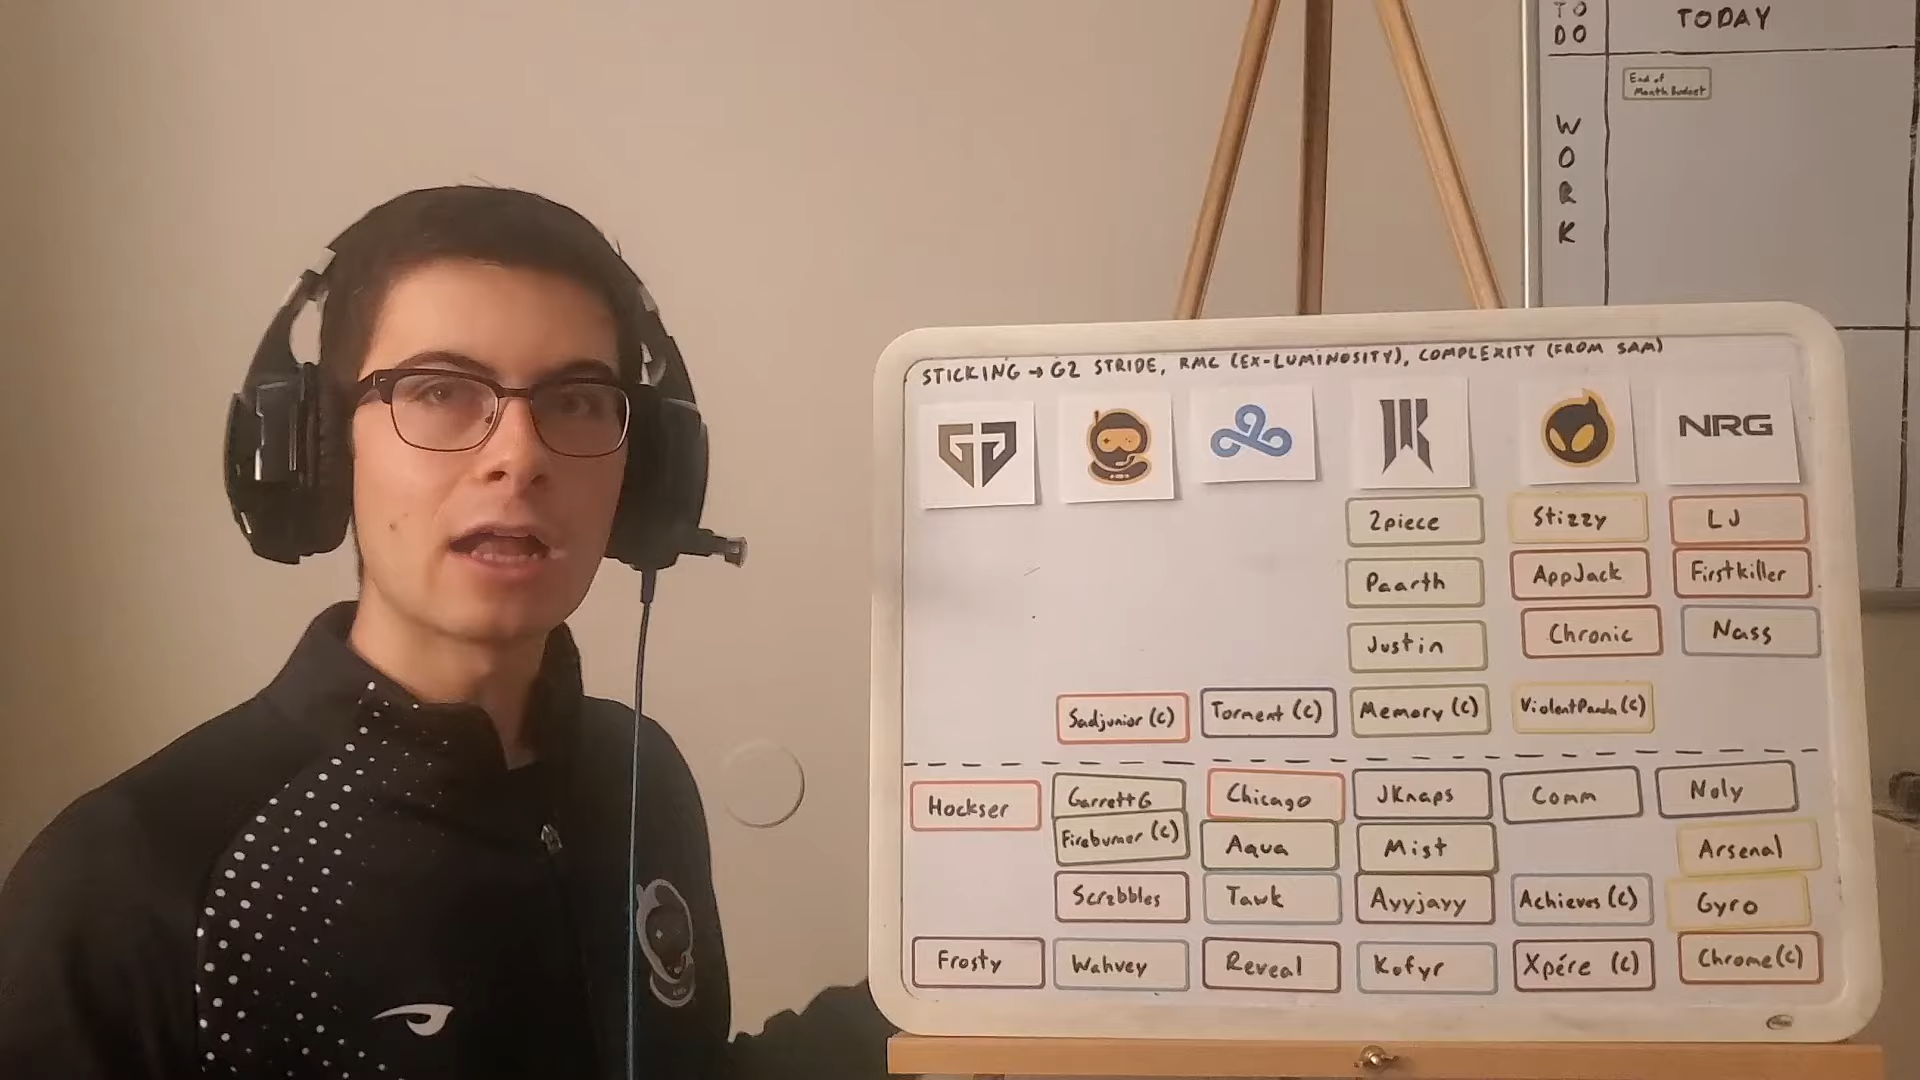 TO DO
TODAY
End of
Month Budget
WORK
STICKING → G2 STRIDE, RMC (EX-LUMINOSITY), COMPLEXITY (FROM SAM)
NRG
2piece
Stizzy
LJ
Paarth
AppJack
Firstkiller
Justin
Chronic
Nass
Sadjunior (C)
Torment (C)
Memory (C)
ViolentPanda (C)
Hockser
GarrettG
Chicago
JKnaps
Comm
Noly
Fireburner (C)
Aqua
Mist
Arsenal
Scrzbbles
Tawk
Ayyjayy
Achieves (C)
Gyro
Frosty
Wahvey
Reveal
Kofyr
Xpére (C)
Chrome (C)